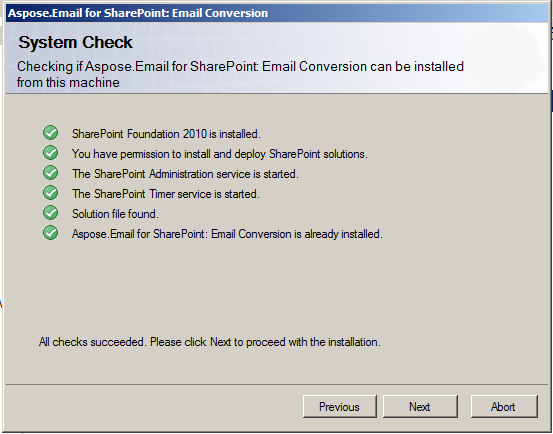 Aspose.Email for SharePoint: Email Conversion
System Check
Checking if Aspose.Email for SharePoint: Email Conversion can be installed
from this machine
SharePoint Foundation 2010 is installed.
You have permission to install and deploy SharePoint solutions.
The SharePoint Administration service is started.
The SharePoint Timer service is started.
Solution file found.
Aspose.Email for SharePoint: Email Conversion is already installed.
All checks succeeded. Please click Next to proceed with the installation.
Previous Next Abort